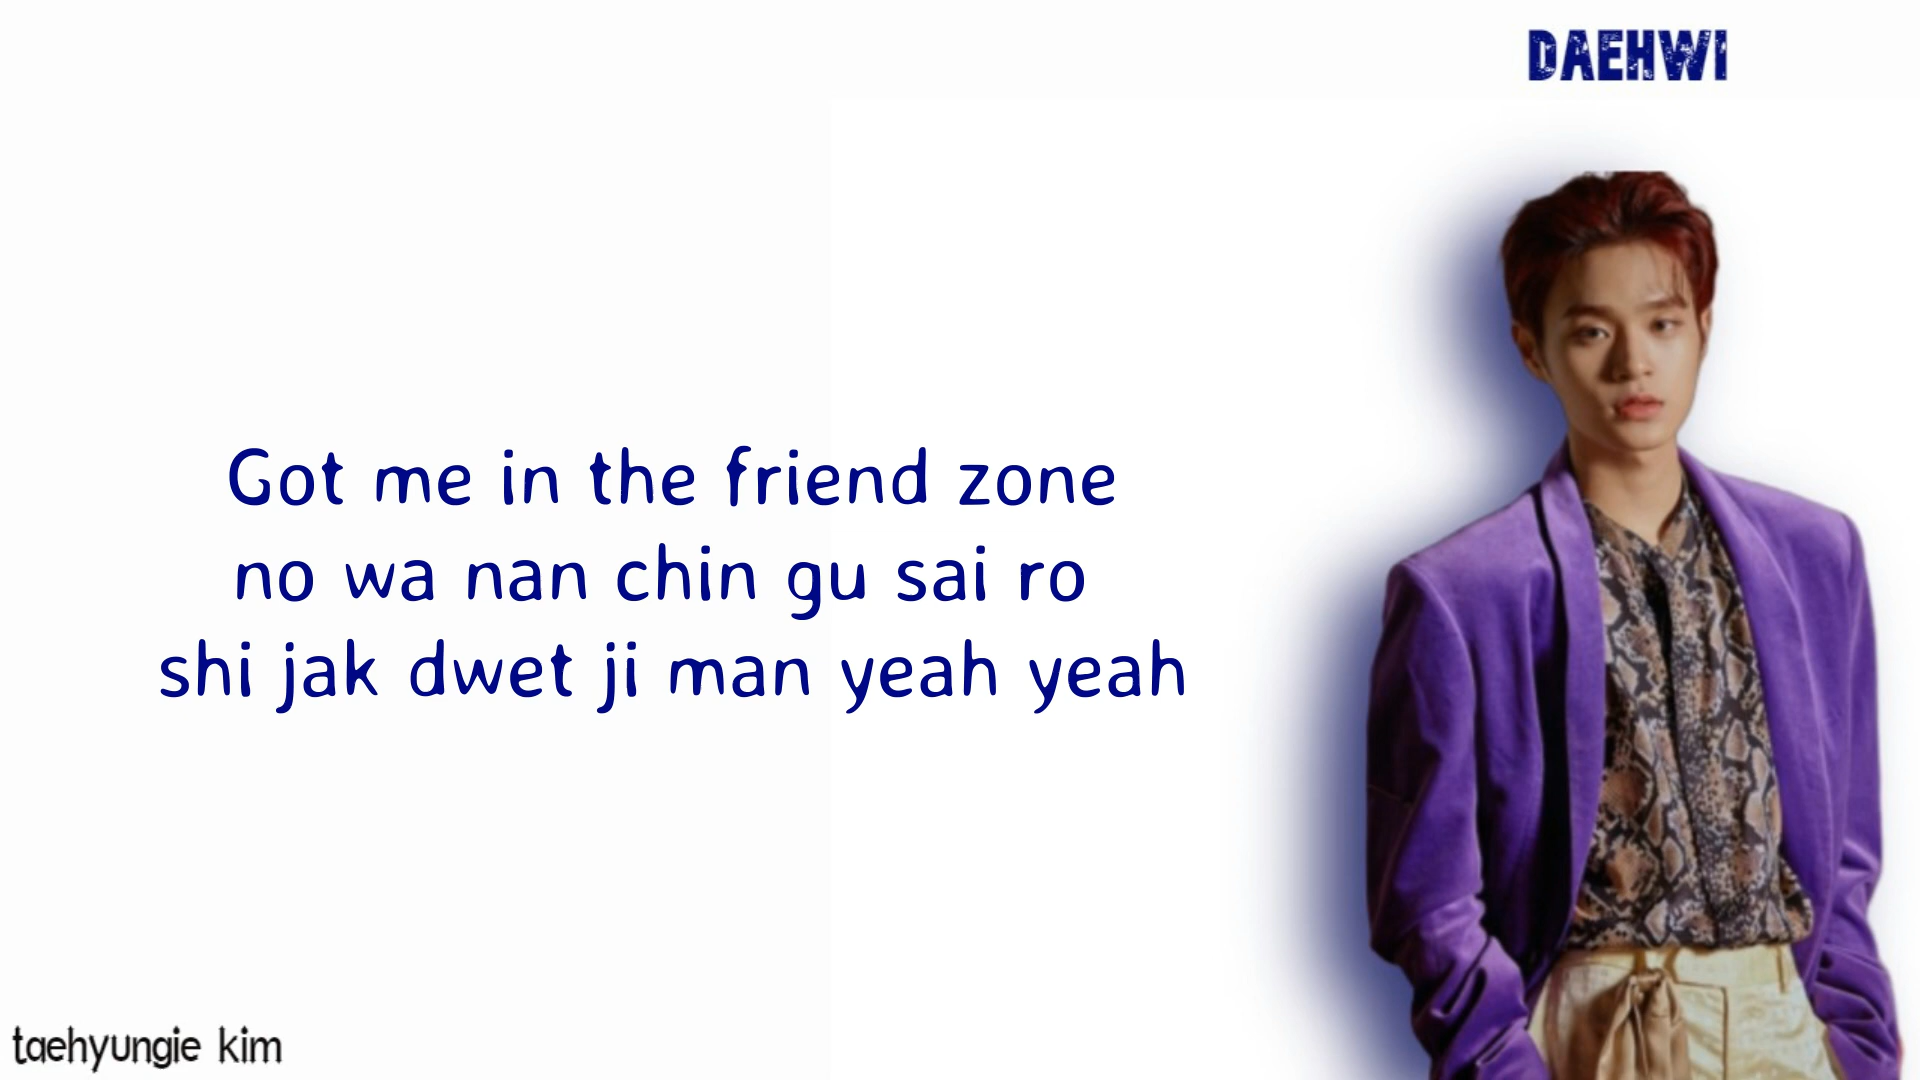 DAEHWI
Got me in the friend zone
no wa nan chin gu sai ro
shi jak dwet ji man yeah yeah
taehyungie kim